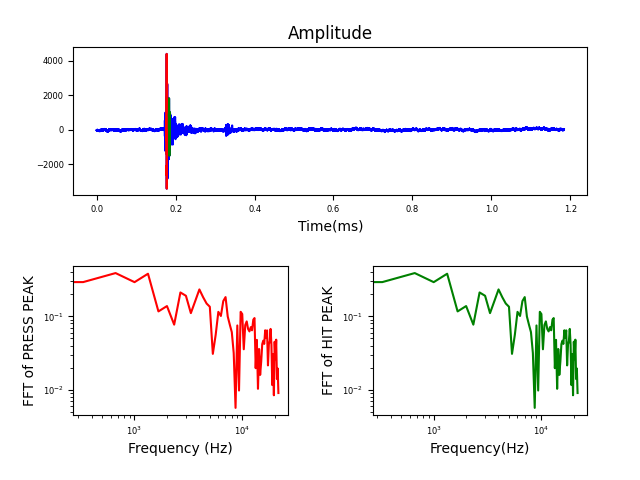 Amplitude
4000
2000
0
−2000
0.0 0.2 0.4 0.6 0.8 1.0 1.2
Time(ms)
FFT of PRESS PEAK
10⁻¹
10⁻²
10³ 10⁴
Frequency (Hz)
FFT of HIT PEAK
10⁻¹
10⁻²
10³ 10⁴
Frequency(Hz)